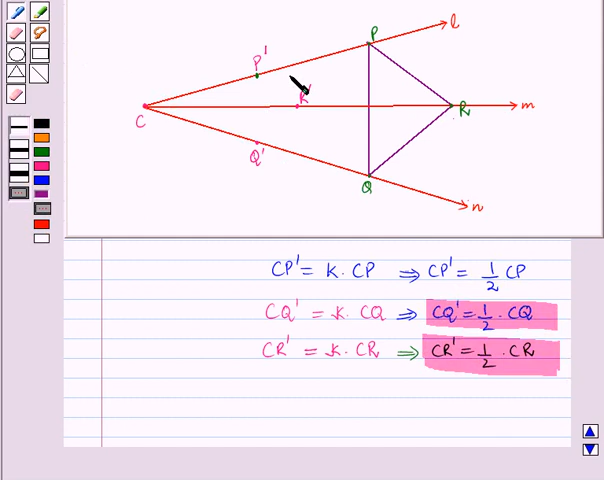 l
P
P'
R'
R
m
C
Q'
Q
n
CP' = K · CP ⇒ CP' = 1/2 CP
CQ' = K · CQ ⇒ CQ' = 1/2 · CQ
CR' = K · CR ⇒ CR' = 1/2 · CR